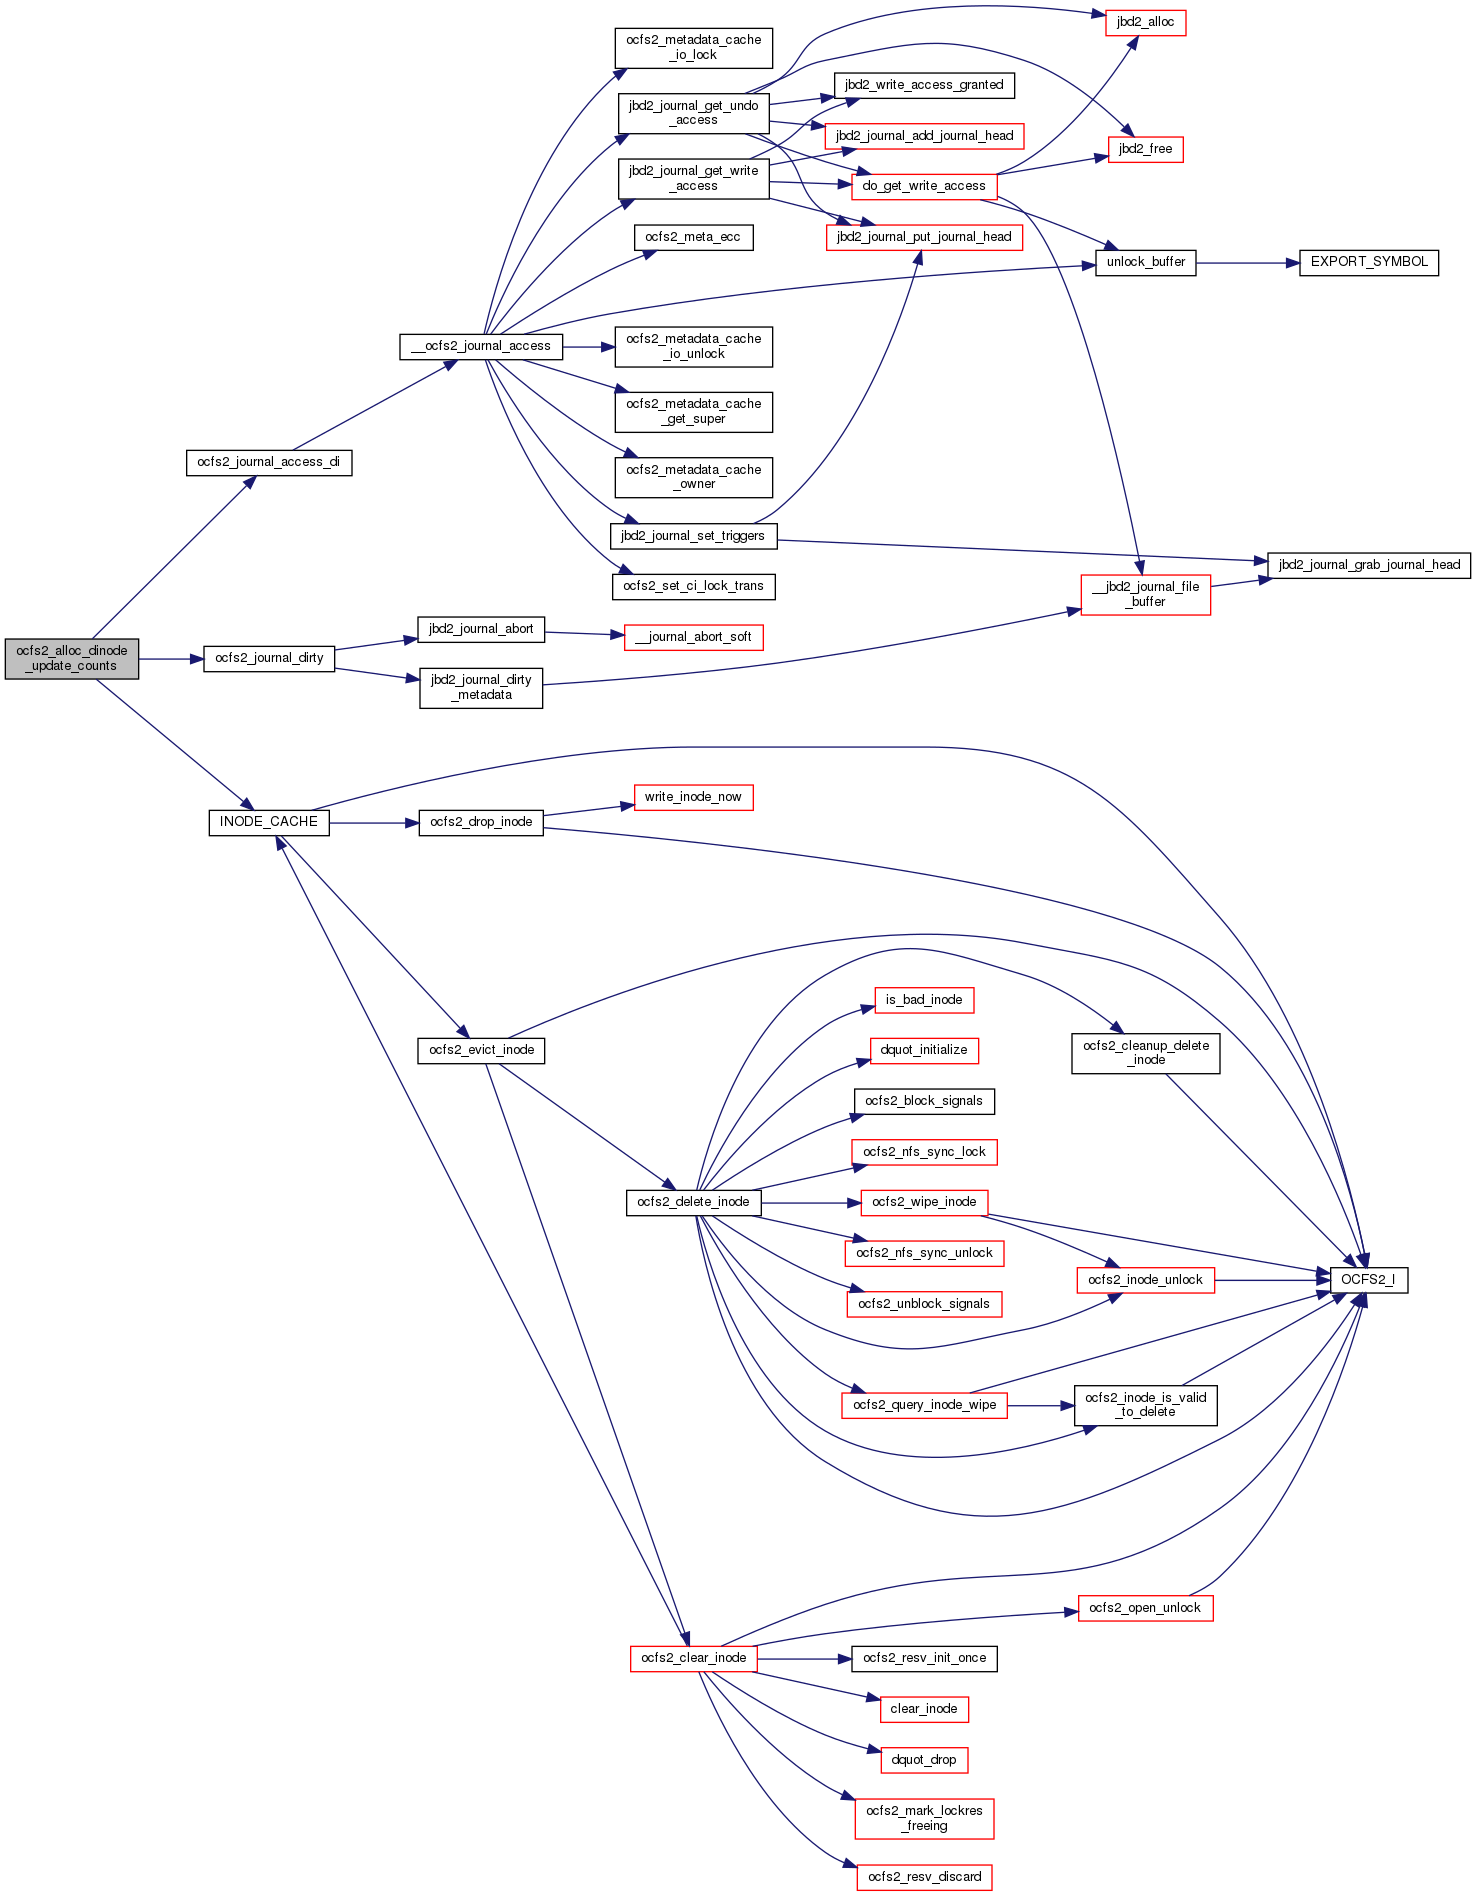 jbd2_alloc
ocfs2_metadata_cache
_io_lock
jbd2_write_access_granted
jbd2_journal_get_undo
_access
jbd2_journal_add_journal_head
jbd2_free
jbd2_journal_get_write
_access
do_get_write_access
ocfs2_meta_ecc
jbd2_journal_put_journal_head
unlock_buffer
EXPORT_SYMBOL
__ocfs2_journal_access
ocfs2_metadata_cache
_io_unlock
ocfs2_metadata_cache
_get_super
ocfs2_journal_access_di
ocfs2_metadata_cache
_owner
jbd2_journal_set_triggers
jbd2_journal_grab_journal_head
ocfs2_set_ci_lock_trans
__jbd2_journal_file
_buffer
jbd2_journal_abort
__journal_abort_soft
ocfs2_alloc_dinode
_update_counts
ocfs2_journal_dirty
jbd2_journal_dirty
_metadata
write_inode_now
INODE_CACHE
ocfs2_drop_inode
is_bad_inode
ocfs2_evict_inode
dquot_initialize
ocfs2_cleanup_delete
_inode
ocfs2_block_signals
ocfs2_nfs_sync_lock
ocfs2_delete_inode
ocfs2_wipe_inode
ocfs2_nfs_sync_unlock
ocfs2_inode_unlock
OCFS2_I
ocfs2_unblock_signals
ocfs2_query_inode_wipe
ocfs2_inode_is_valid
_to_delete
ocfs2_open_unlock
ocfs2_clear_inode
ocfs2_resv_init_once
clear_inode
dquot_drop
ocfs2_mark_lockres
_freeing
ocfs2_resv_discard